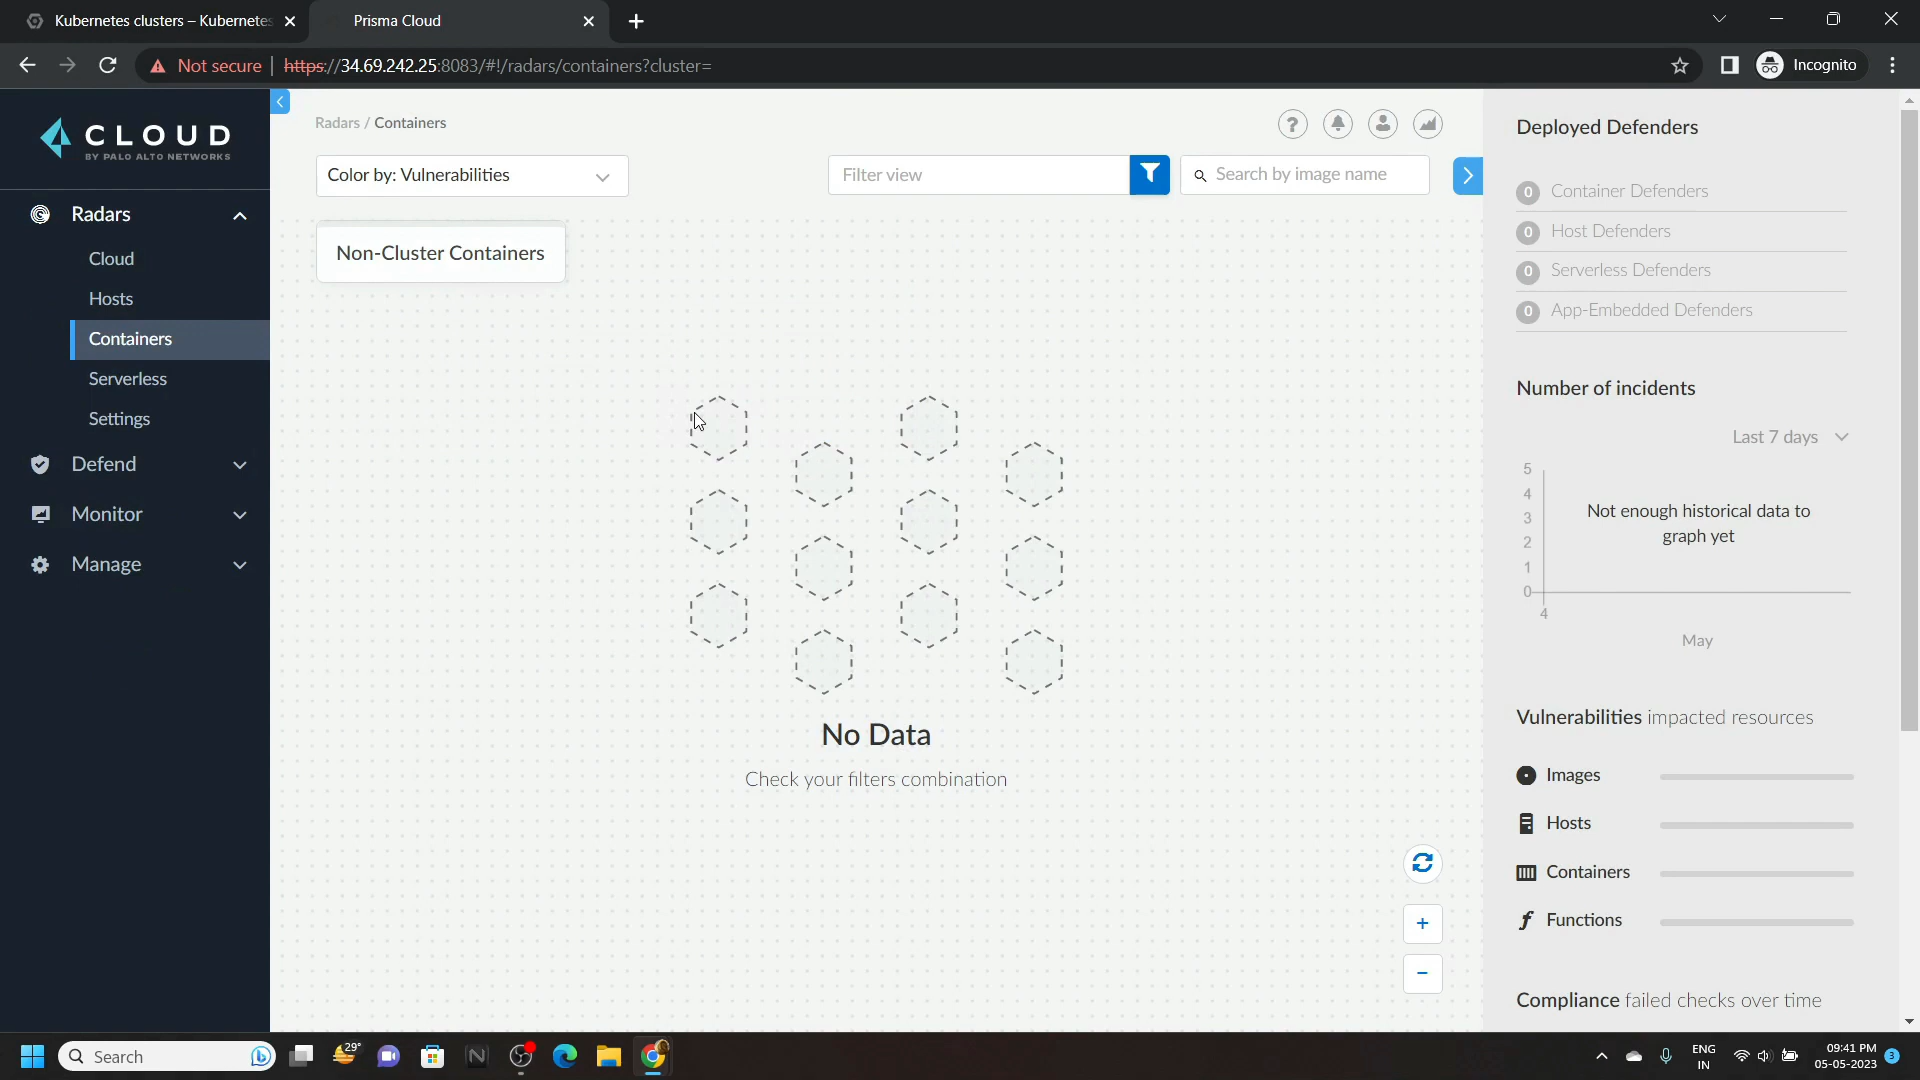 Kubernetes clusters – Kubernetes
Prisma Cloud
Not secure
https://34.69.242.25:8083/#!/radars/containers?cluster=
Incognito
CLOUD
BY PALO ALTO NETWORKS
Radars
Cloud
Hosts
Containers
Serverless
Settings
Defend
Monitor
Manage
Radars / Containers
?
Color by: Vulnerabilities
Filter view
Search by image name
Non-Cluster Containers
No Data
Check your filters combination
+
−
Deployed Defenders
0 Container Defenders
0 Host Defenders
0 Serverless Defenders
0 App-Embedded Defenders
Number of incidents
Last 7 days
5
4
3
2
1
0
Not enough historical data to
graph yet
4
May
Vulnerabilities impacted resources
Images
Hosts
Containers
Functions
Compliance failed checks over time
Search
29°
ENG
IN
09:41 PM
05-05-2023
3